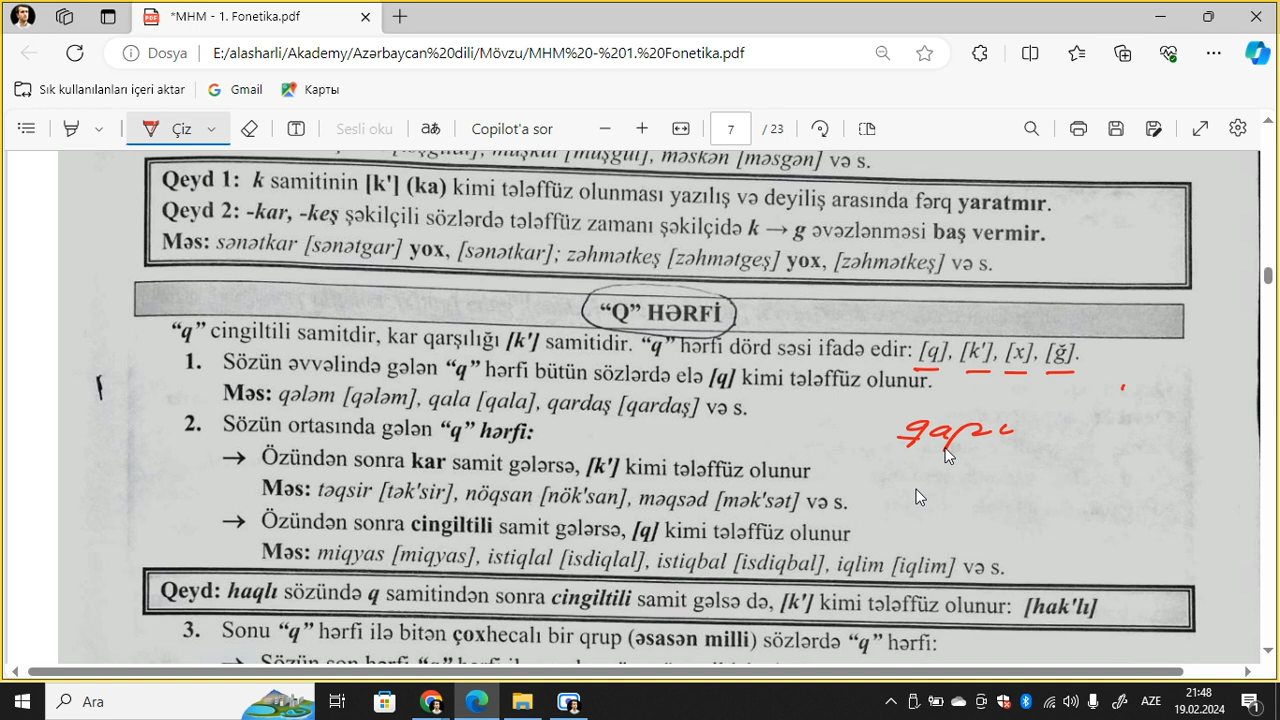 *MHM - 1. Fonetika.pdf
Dosya E:/alasharli/Akademy/Azərbaycan%20dili/Mövzu/MHM%20-%201.%20Fonetika.pdf
Sık kullanılanları içeri aktar Gmail Карты
Çiz Sesli oku aあ Copilot'a sor 7 / 23
müşkül [müşgül], məskən [məsgən] və s.
Qeyd 1: k samitinin [k'] (ka) kimi tələffüz olunması yazılış və deyiliş arasında fərq yaratmır.
Qeyd 2: -kar, -keş şəkilçili sözlərdə tələffüz zamanı şəkilçidə k → g əvəzlənməsi baş vermir.
Məs: sənətkar [sənətgar] yox, [sənətkar]; zəhmətkeş [zəhmətgeş] yox, [zəhmətkeş] və s.
“Q” HƏRFİ
“q” cingiltili samitdir, kar qarşılığı [k'] samitidir. “q” hərfi dörd səsi ifadə edir: [q], [k'], [x], [ğ].
1. Sözün əvvəlində gələn “q” hərfi bütün sözlərdə elə [q] kimi tələffüz olunur.
Məs: qələm [qələm], qala [qala], qardaş [qardaş] və s.
2. Sözün ortasında gələn “q” hərfi:
qapı
→ Özündən sonra kar samit gələrsə, [k'] kimi tələffüz olunur
Məs: təqsir [tək'sir], nöqsan [nök'san], məqsəd [mək'sət] və s.
→ Özündən sonra cingiltili samit gələrsə, [q] kimi tələffüz olunur
Məs: miqyas [miqyas], istiqlal [isdiqlal], istiqbal [isdiqbal], iqlim [iqlim] və s.
Qeyd: haqlı sözündə q samitindən sonra cingiltili samit gəlsə də, [k'] kimi tələffüz olunur: [hak'lı]
3. Sonu “q” hərfi ilə bitən çoxhecalı bir qrup (əsasən milli) sözlərdə “q” hərfi:
Ara AZE 21:48
19.02.2024